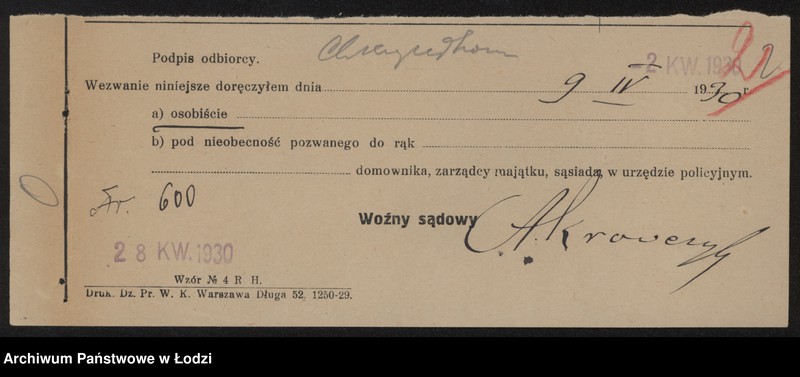 Podpis odbiorcy.
-2 KW. 1930
2
Wezwanie niniejsze doręczyłem dnia 9 IV 1930 r.
a) osobiście
b) pod nieobecność pozwanego do rąk
domownika, zarządcy majątku, sąsiada, w urzędzie policyjnym.
Nr. 600
Woźny sądowy
28 KW. 1930
Wzór № 4 R H.
Druk. Dz. Pr. W. K. Warszawa Długa 52. 1250-29.
Archiwum Państwowe w Łodzi